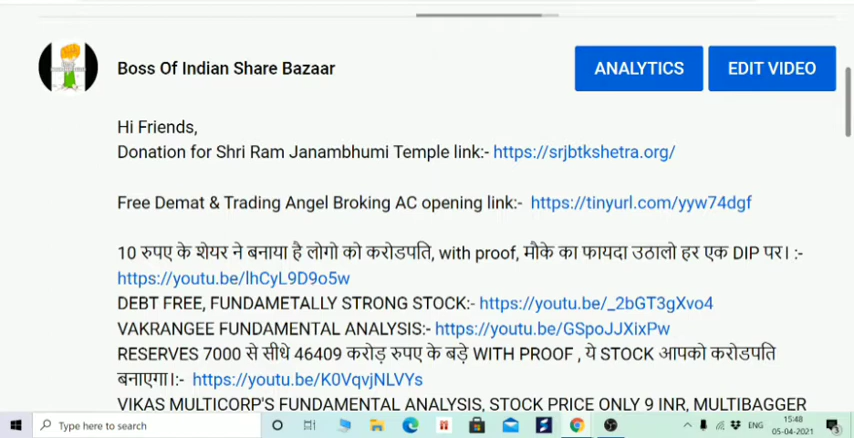 Boss Of Indian Share Bazaar
ANALYTICS
EDIT VIDEO
Hi Friends,
Donation for Shri Ram Janambhumi Temple link:- https://srjbtkshetra.org/
Free Demat & Trading Angel Broking AC opening link:- https://tinyurl.com/yyw74dgf
10 रुपए के शेयर ने बनाया है लोगो को करोडपति, with proof, मौके का फायदा उठालो हर एक DIP पर। :-
https://youtu.be/lhCyL9D9o5w
DEBT FREE, FUNDAMETALLY STRONG STOCK:- https://youtu.be/_2bGT3gXvo4
VAKRANGEE FUNDAMENTAL ANALYSIS:- https://youtu.be/GSpoJJXixPw
RESERVES 7000 से सीधे 46409 करोड़ रुपए के बड़े WITH PROOF , ये STOCK आपको करोडपति
बनाएगा।:- https://youtu.be/K0VqvjNLVYs
VIKAS MULTICORP'S FUNDAMENTAL ANALYSIS, STOCK PRICE ONLY 9 INR, MULTIBAGGER
Type here to search
ENG
15:48
05-04-2021
3